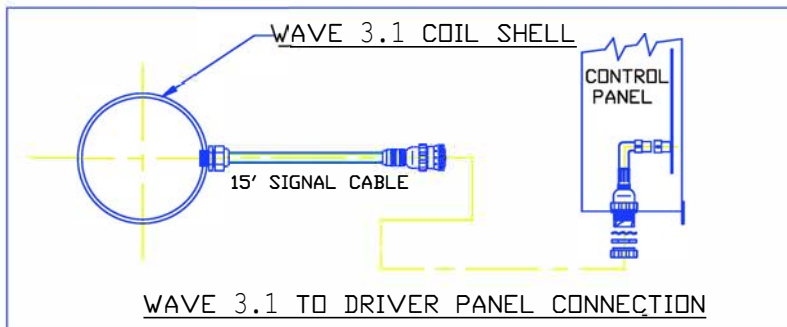 WAVE 3.1 COIL SHELL
CONTROL
PANEL
15' SIGNAL CABLE
WAVE 3.1 TO DRIVER PANEL CONNECTION